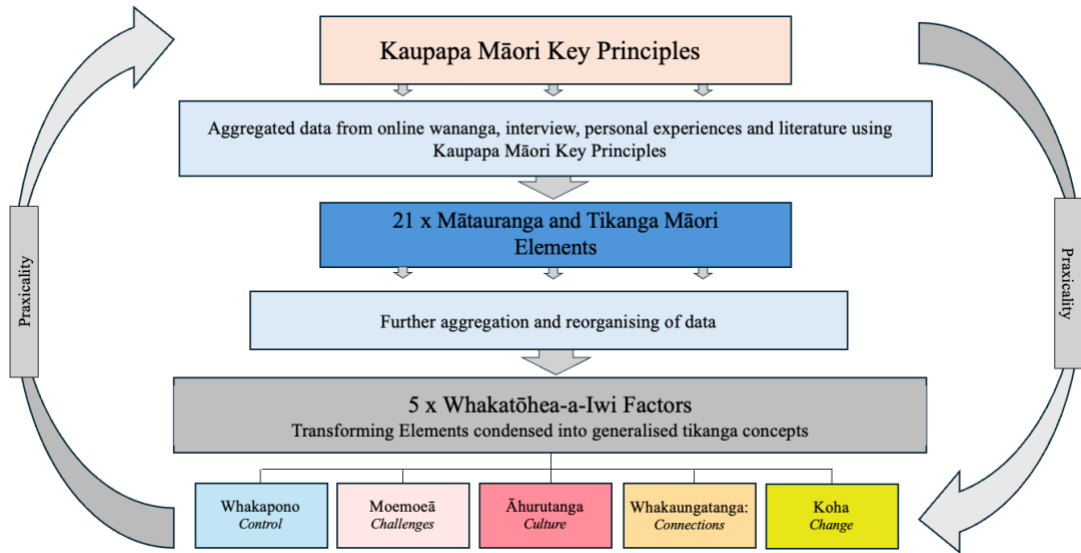 Kaupapa Māori Key Principles
Aggregated data from online wananga, interview, personal experiences and literature using
Kaupapa Māori Key Principles
21 x Mātauranga and Tikanga Māori
Elements
Further aggregation and reorganising of data
5 x Whakatōhea-a-Iwi Factors
Transforming Elements condensed into generalised tikanga concepts
Whakapono
Control
Moemoeā
Challenges
Āhurutanga
Culture
Whakaungatanga:
Connections
Koha
Change
Praxicality
Praxicality